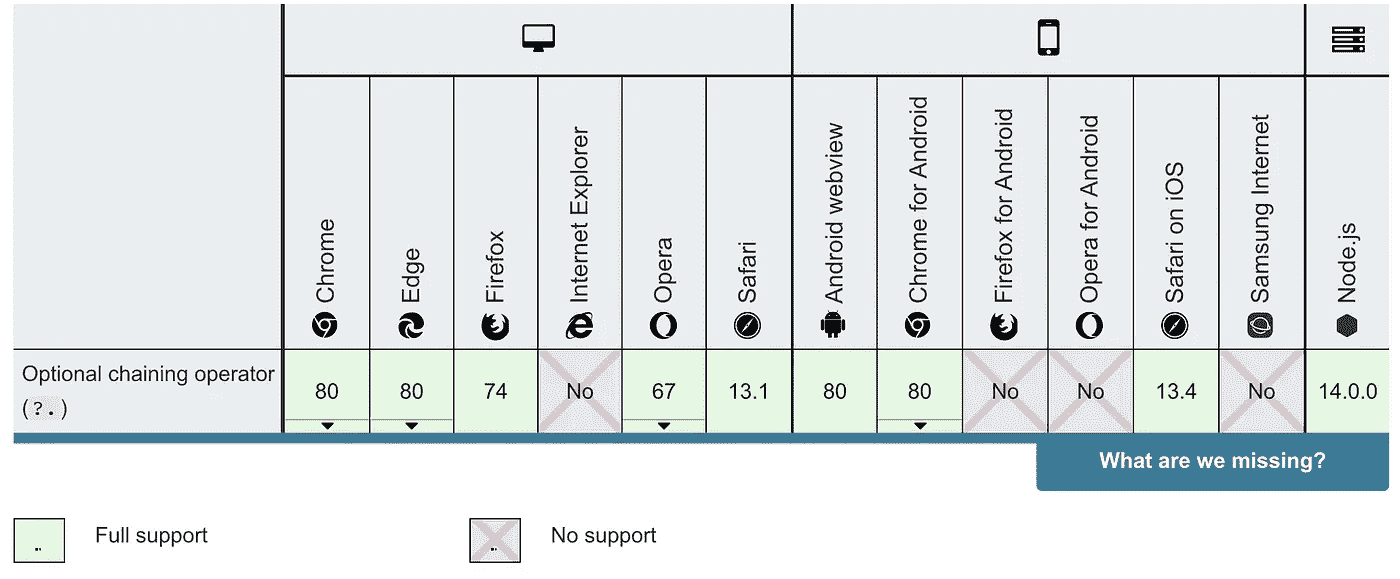 Chrome
Edge
Firefox
Internet Explorer
Opera
Safari
Android webview
Chrome for Android
Firefox for Android
Opera for Android
Safari on iOS
Samsung Internet
Node.js
Optional chaining operator
(?.)
80
80
74
No
67
13.1
80
80
No
No
13.4
No
14.0.0
What are we missing?
Full support
No support